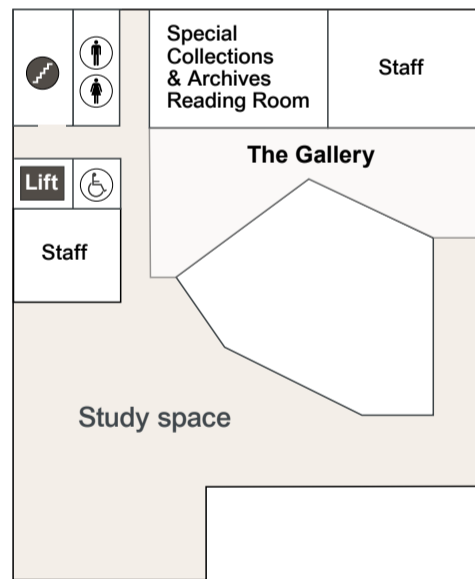 Special
Collections
& Archives
Reading Room
Staff
The Gallery
Lift
Staff
Study space